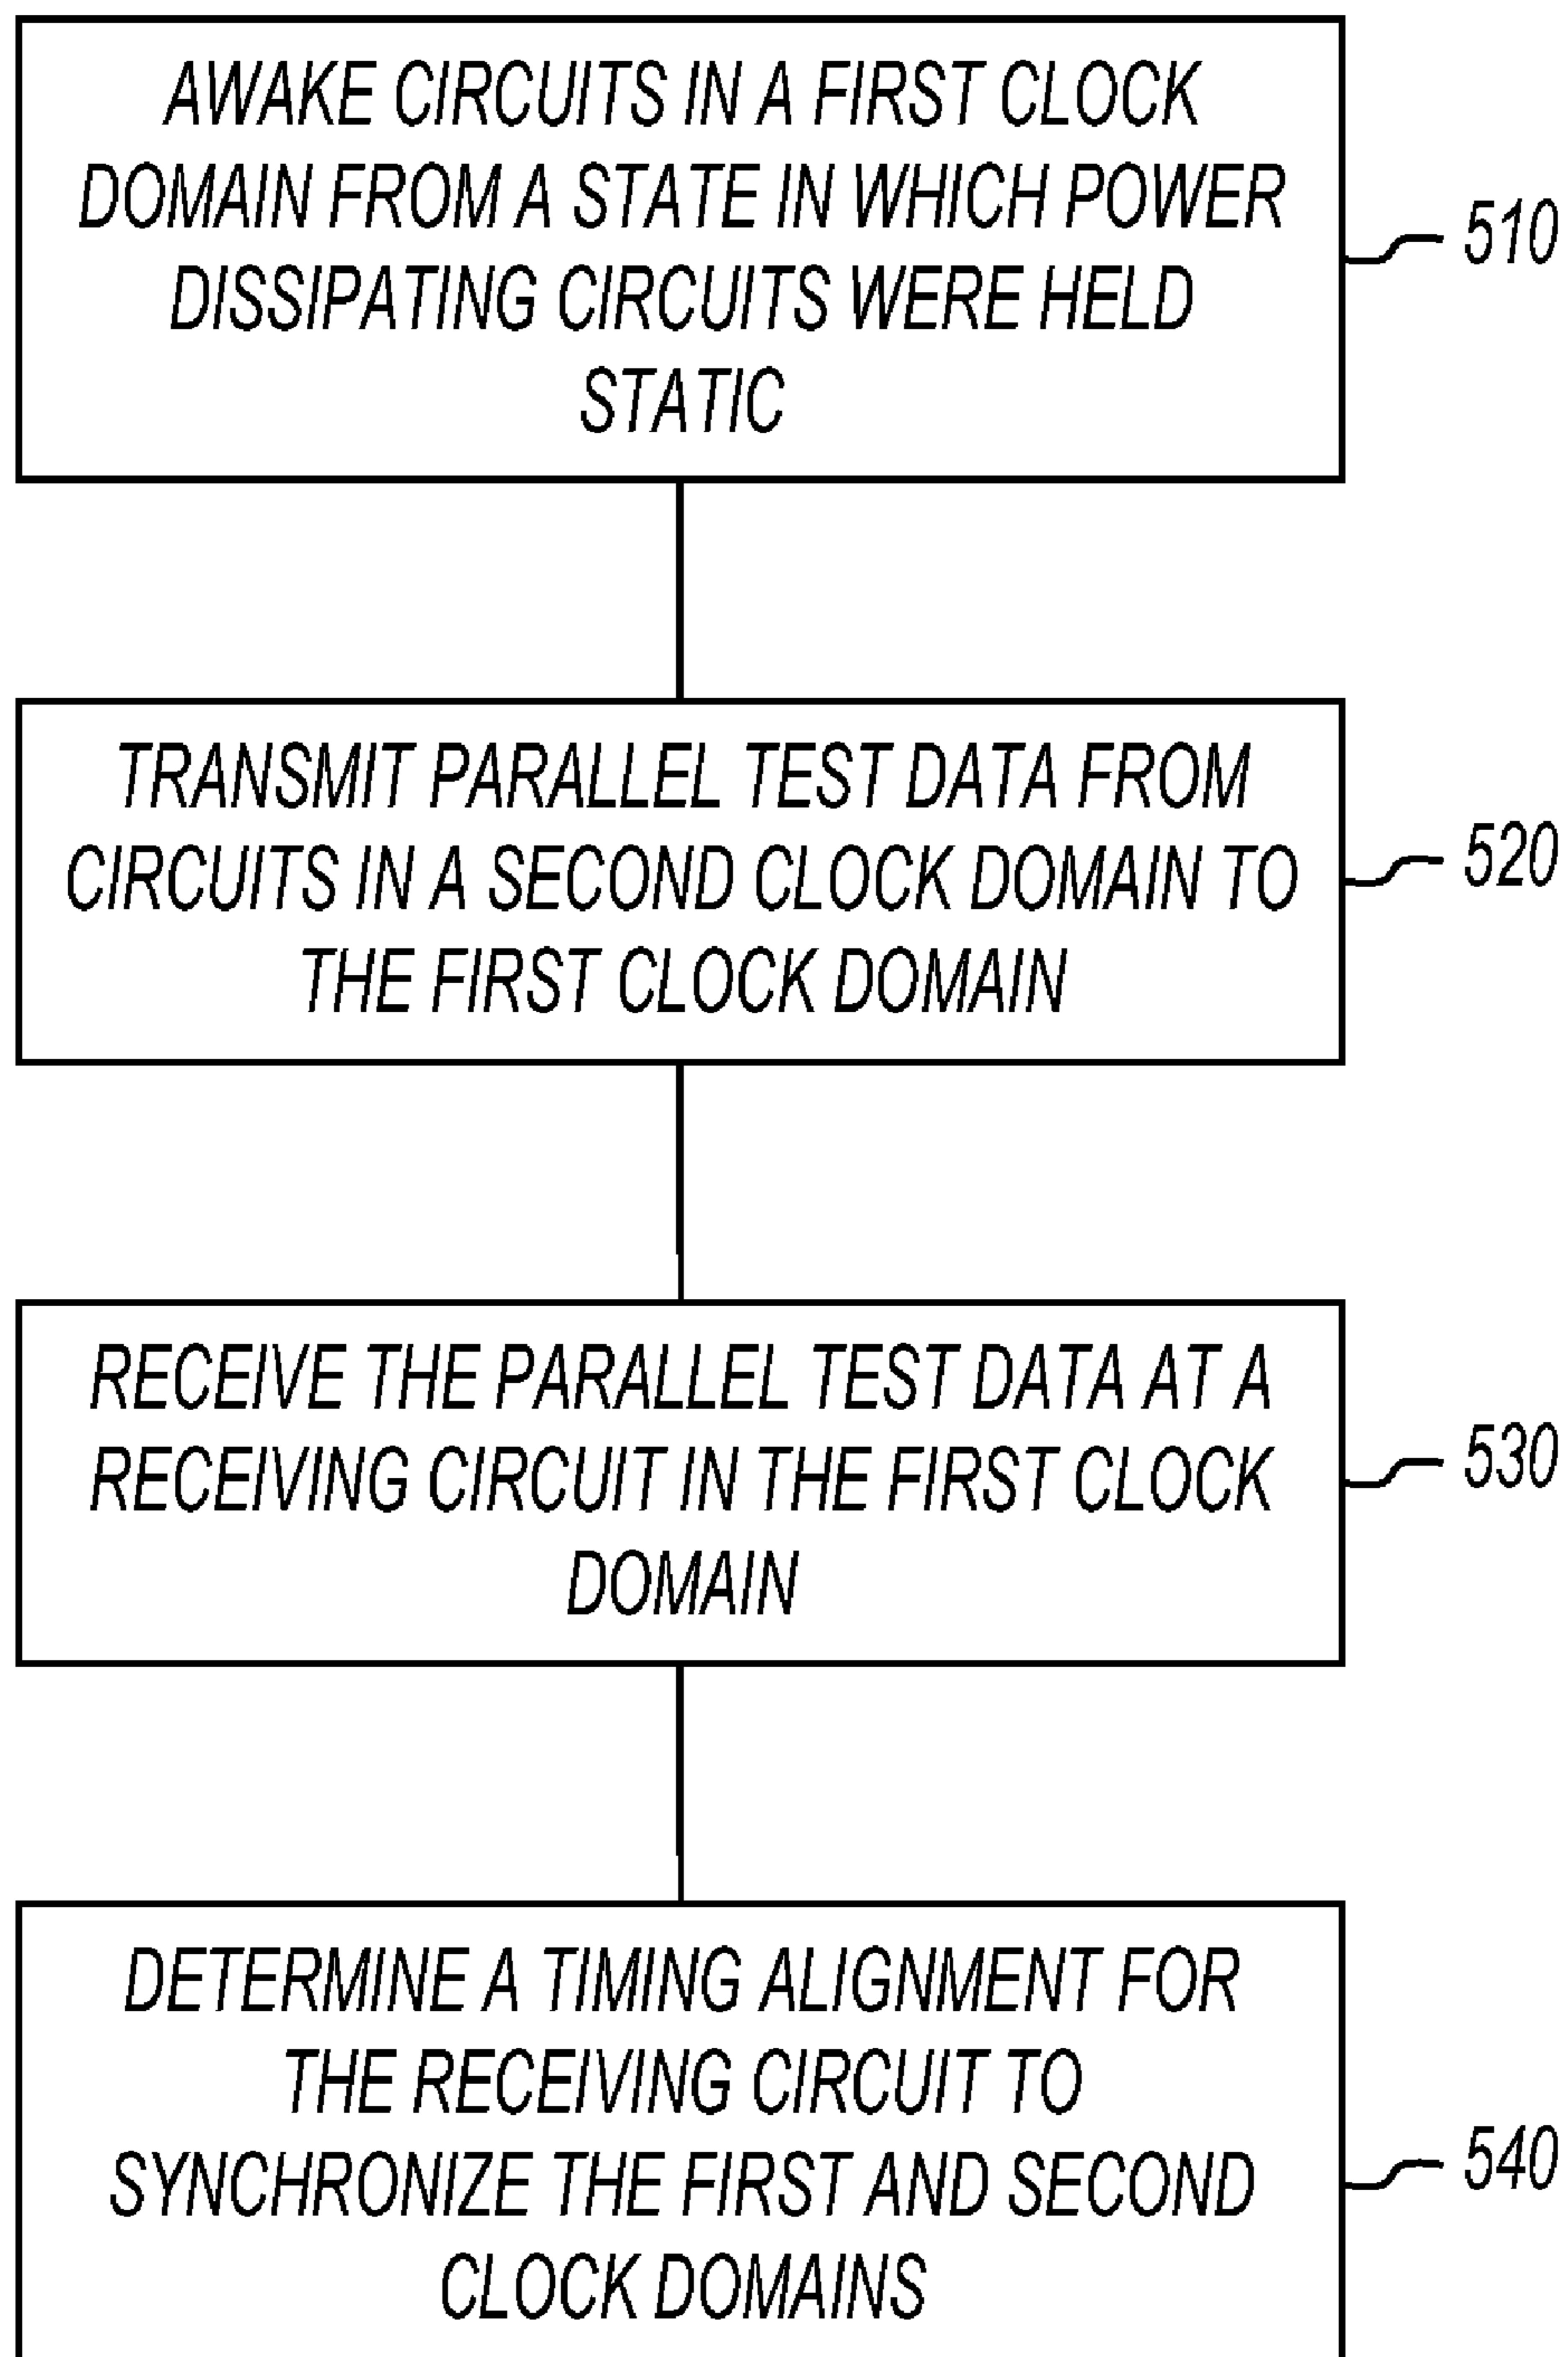 AWAKE CIRCUITS IN A FIRST CLOCK
DOMAIN FROM A STATE IN WHICH POWER
DISSIPATING CIRCUITS WERE HELD
STATIC
510
TRANSMIT PARALLEL TEST DATA FROM
CIRCUITS IN A SECOND CLOCK DOMAIN TO
THE FIRST CLOCK DOMAIN
520
RECEIVE THE PARALLEL TEST DATA AT A
RECEIVING CIRCUIT IN THE FIRST CLOCK
DOMAIN
530
DETERMINE A TIMING ALIGNMENT FOR
THE RECEIVING CIRCUIT TO
SYNCHRONIZE THE FIRST AND SECOND
CLOCK DOMAINS
540